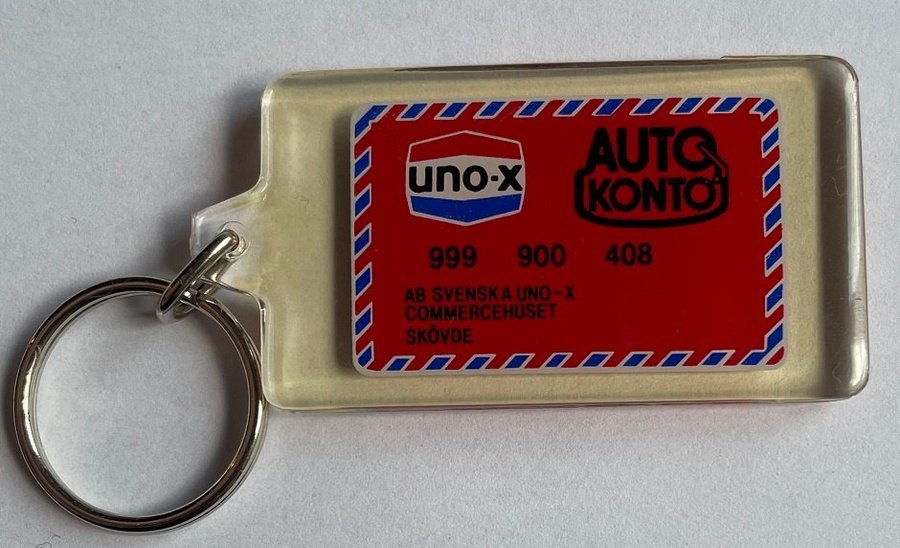 uno-x
AUTO
KONTO
999 900 408
AB SVENSKA UNO-X
COMMERCEHUSET
SKÖVDE